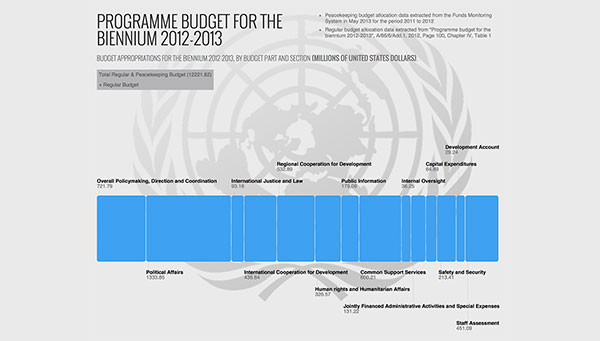 PROGRAMME BUDGET FOR THE
BIENNIUM 2012-2013
• Peacekeeping budget allocation data extracted from the Funds Monitoring
System in May 2013 for the period 2011 to 2012
• Regular budget allocation data extracted from "Programme budget for the
biennium 2012-2013", A/66/6/Add.1, 2012, Page 100, Chapter IV, Table 1
BUDGET APPROPRIATIONS FOR THE BIENNIUM 2012-2013, BY BUDGET PART AND SECTION (MILLIONS OF UNITED STATES DOLLARS).
Total Regular & Peacekeeping Budget (12221.82)
» Regular Budget
Development Account
29.24
Regional Cooperation for Development
532.89
Capital Expenditures
64.89
Overall Policymaking, Direction and Coordination
721.79
International Justice and Law
93.16
Public Information
179.09
Internal Oversight
38.25
Political Affairs
1333.85
International Cooperation for Development
436.64
Common Support Services
600.21
Safety and Security
213.41
Human rights and Humanitarian Affairs
326.57
Jointly Financed Administrative Activities and Special Expenses
131.22
Staff Assessment
451.09